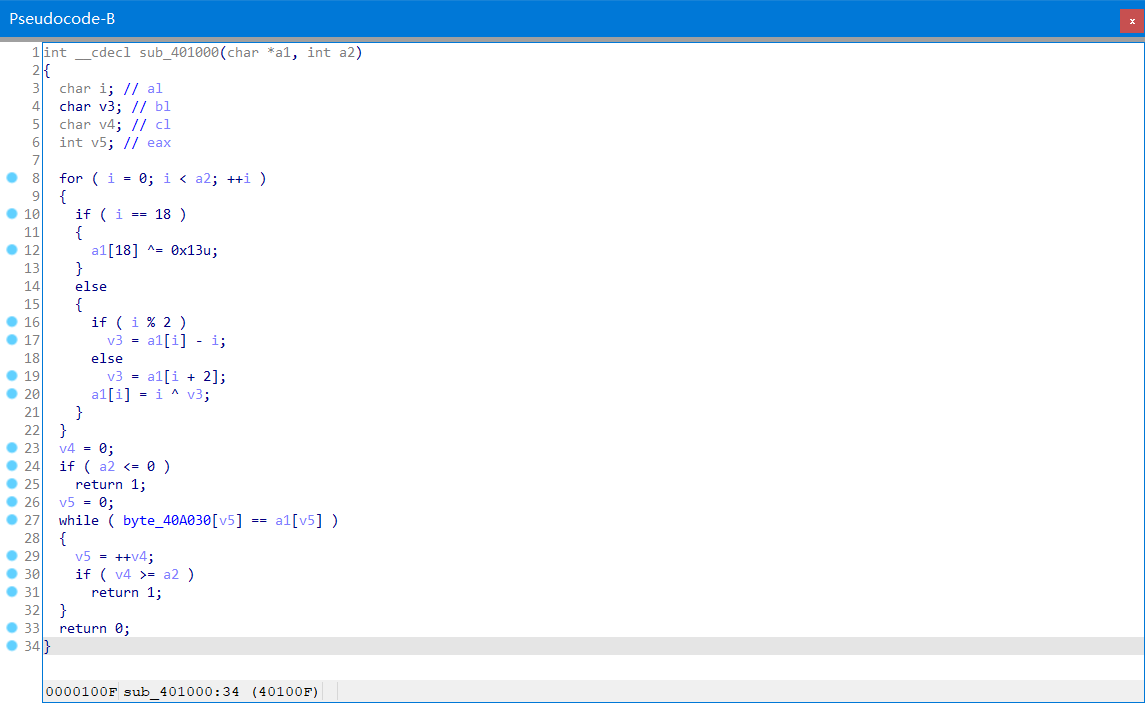 Pseudocode-B
x
1 int __cdecl sub_401000(char *a1, int a2)
2 {
3   char i; // al
4   char v3; // bl
5   char v4; // cl
6   int v5; // eax
7
8   for ( i = 0; i < a2; ++i )
9   {
10     if ( i == 18 )
11     {
12       a1[18] ^= 0x13u;
13     }
14     else
15     {
16       if ( i % 2 )
17         v3 = a1[i] - i;
18       else
19         v3 = a1[i + 2];
20       a1[i] = i ^ v3;
21     }
22   }
23   v4 = 0;
24   if ( a2 <= 0 )
25     return 1;
26   v5 = 0;
27   while ( byte_40A030[v5] == a1[v5] )
28   {
29     v5 = ++v4;
30     if ( v4 >= a2 )
31       return 1;
32   }
33   return 0;
34 }
0000100F sub_401000:34 (40100F)